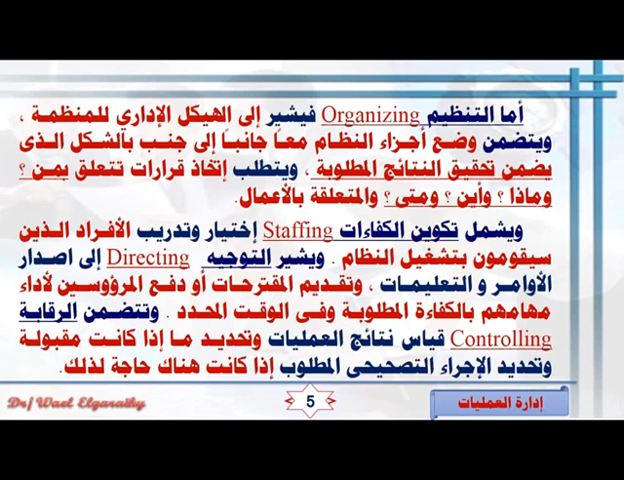 أما التنظيم Organizing فيشير إلى الهيكل الإداري للمنظمة ،
ويتضمن وضع أجزاء النظام معاً جانباً إلى جنب بالشكل الذى
يضمن تحقيق النتائج المطلوبة ، ويتطلب إتخاذ قرارات تتعلق بمن ؟
وماذا ؟ وأين ؟ ومتى ؟ والمتعلقة بالأعمال.
ويشمل تكوين الكفاءات Staffing إختيار وتدريب الأفراد الذين
سيقومون بتشغيل النظام . ويشير التوجيه Directing إلى اصدار
الأوامر و التعليمات ، وتقديم المقترحات أو دفع المرؤوسين لأداء
مهامهم بالكفاءة المطلوبة وفى الوقت المحدد . وتتضمن الرقابة
Controlling قياس نتائج العمليات وتحديد ما إذا كانت مقبولة
وتحديد الإجراء التصحيحى المطلوب إذا كانت هناك حاجة لذلك.
إدارة العمليات
5
Dr/ Wael Elgaraihy